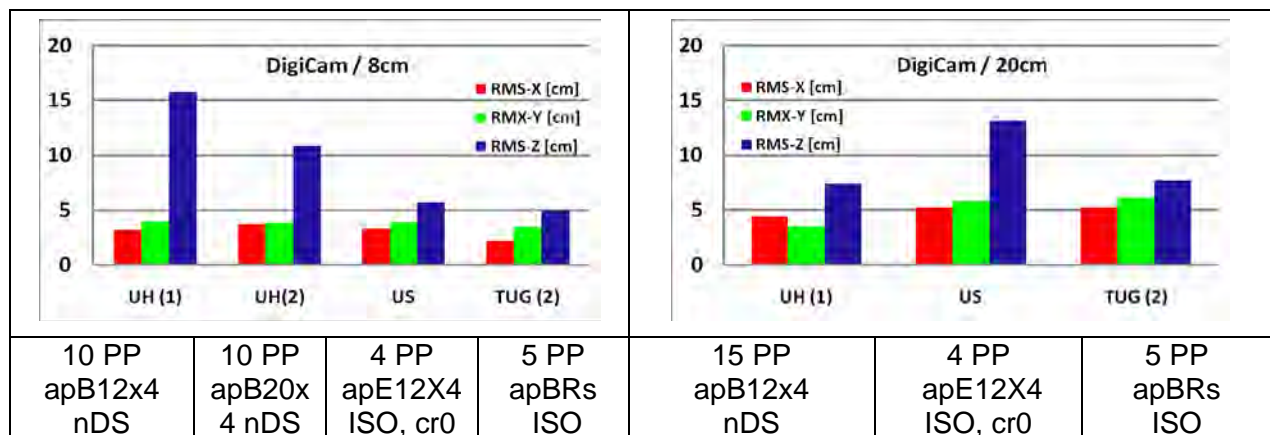 DigiCam / 8cm
20
15
10
5
0
RMS-X [cm]
RMX-Y [cm]
RMS-Z [cm]
UH (1) UH(2) US TUG (2)
DigiCam / 20cm
20
15
10
5
0
RMS-X [cm]
RMX-Y [cm]
RMS-Z [cm]
UH (1) US TUG (2)
10 PP
apB12x4
nDS
10 PP
apB20x
4 nDS
4 PP
apE12X4
ISO, cr0
5 PP
apBRs
ISO
15 PP
apB12x4
nDS
4 PP
apE12X4
ISO, cr0
5 PP
apBRs
ISO